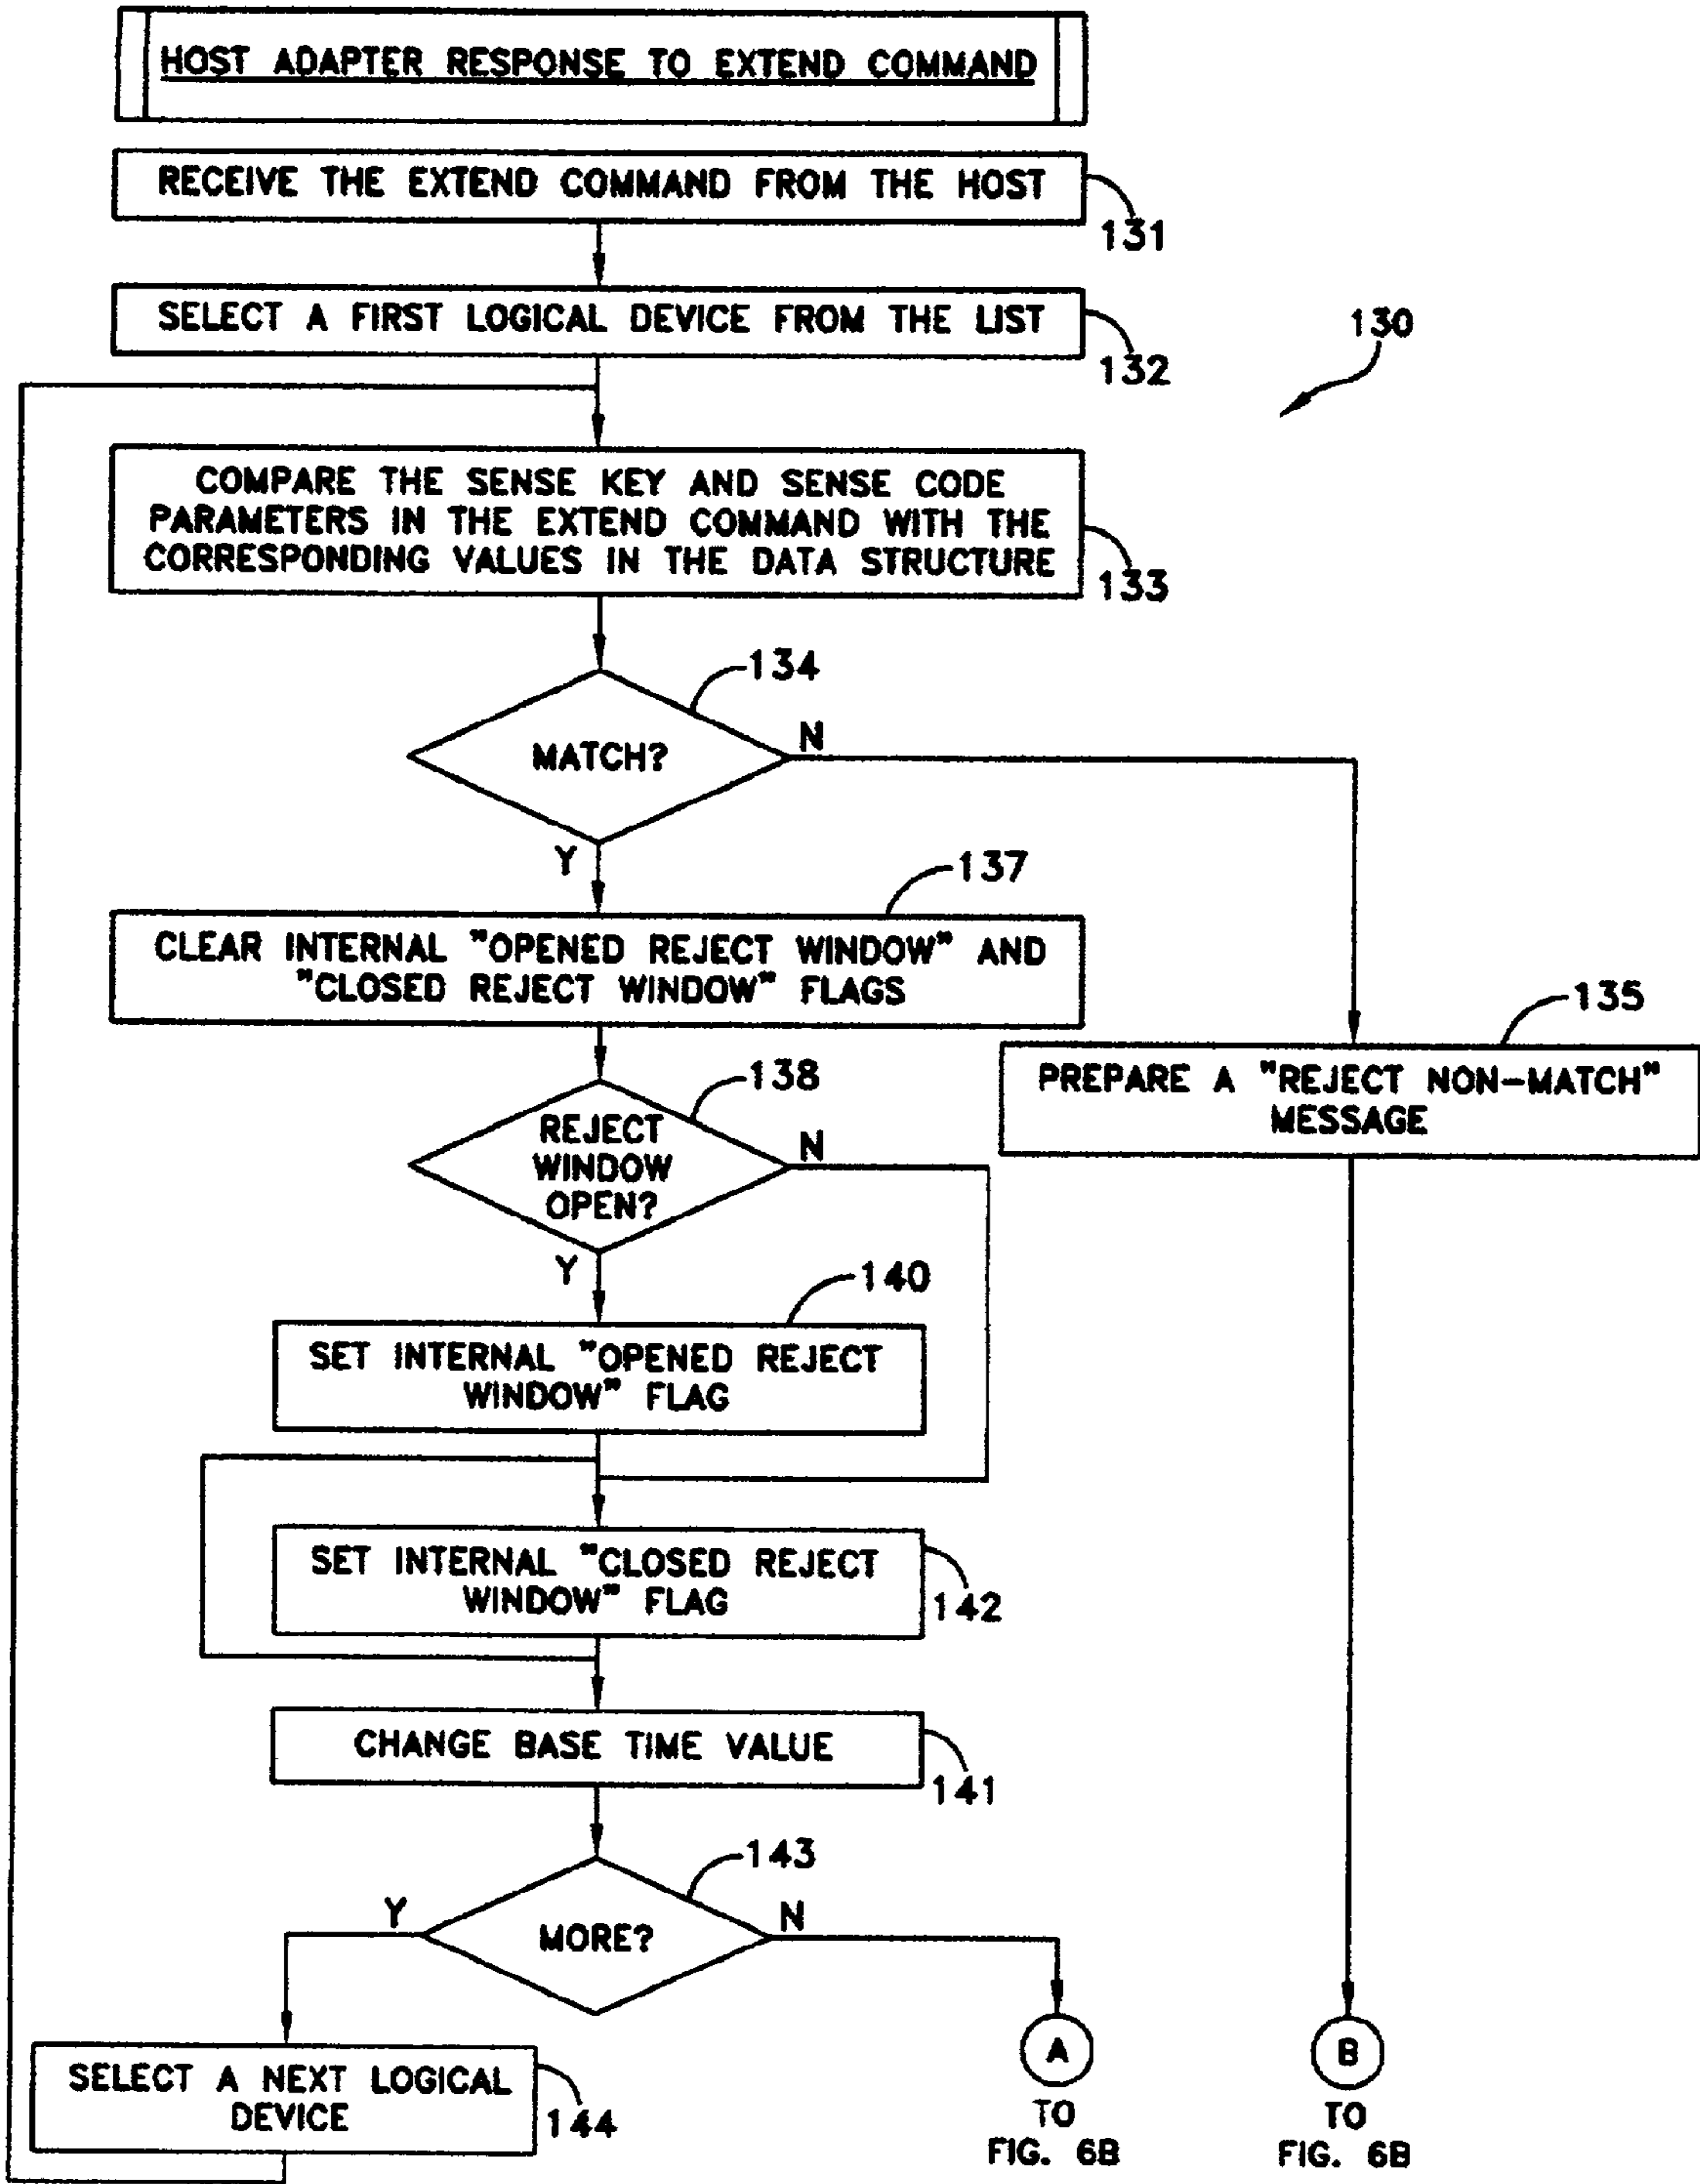 HOST ADAPTER RESPONSE TO EXTEND COMMAND
RECEIVE THE EXTEND COMMAND FROM THE HOST
131
SELECT A FIRST LOGICAL DEVICE FROM THE LIST
132
130
COMPARE THE SENSE KEY AND SENSE CODE
PARAMETERS IN THE EXTEND COMMAND WITH THE
CORRESPONDING VALUES IN THE DATA STRUCTURE
133
134
MATCH?
N
Y
137
CLEAR INTERNAL "OPENED REJECT WINDOW" AND
"CLOSED REJECT WINDOW" FLAGS
135
PREPARE A "REJECT NON-MATCH"
MESSAGE
138
REJECT
WINDOW
OPEN?
N
Y
140
SET INTERNAL "OPENED REJECT
WINDOW" FLAG
SET INTERNAL "CLOSED REJECT
WINDOW" FLAG
142
CHANGE BASE TIME VALUE
141
143
MORE?
Y
N
SELECT A NEXT LOGICAL
DEVICE
144
A
TO
FIG. 6B
B
TO
FIG. 6B